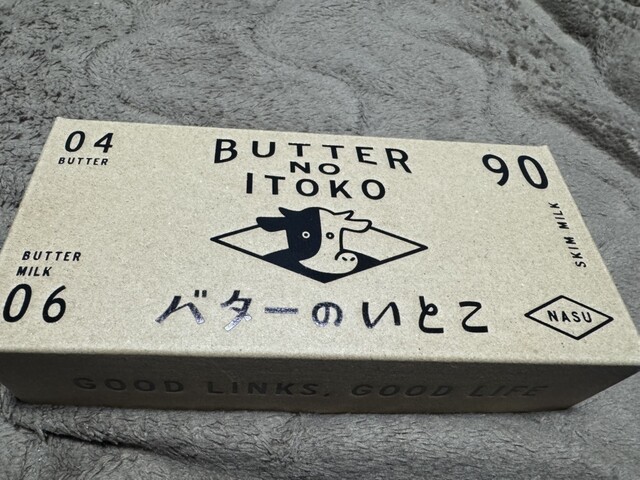 04
BUTTER
BUTTER
NO
ITOKO
90
SKIM MILK
BUTTER
MILK
06
バターのいとこ
NASU
GOOD LINKS, GOOD LIFE